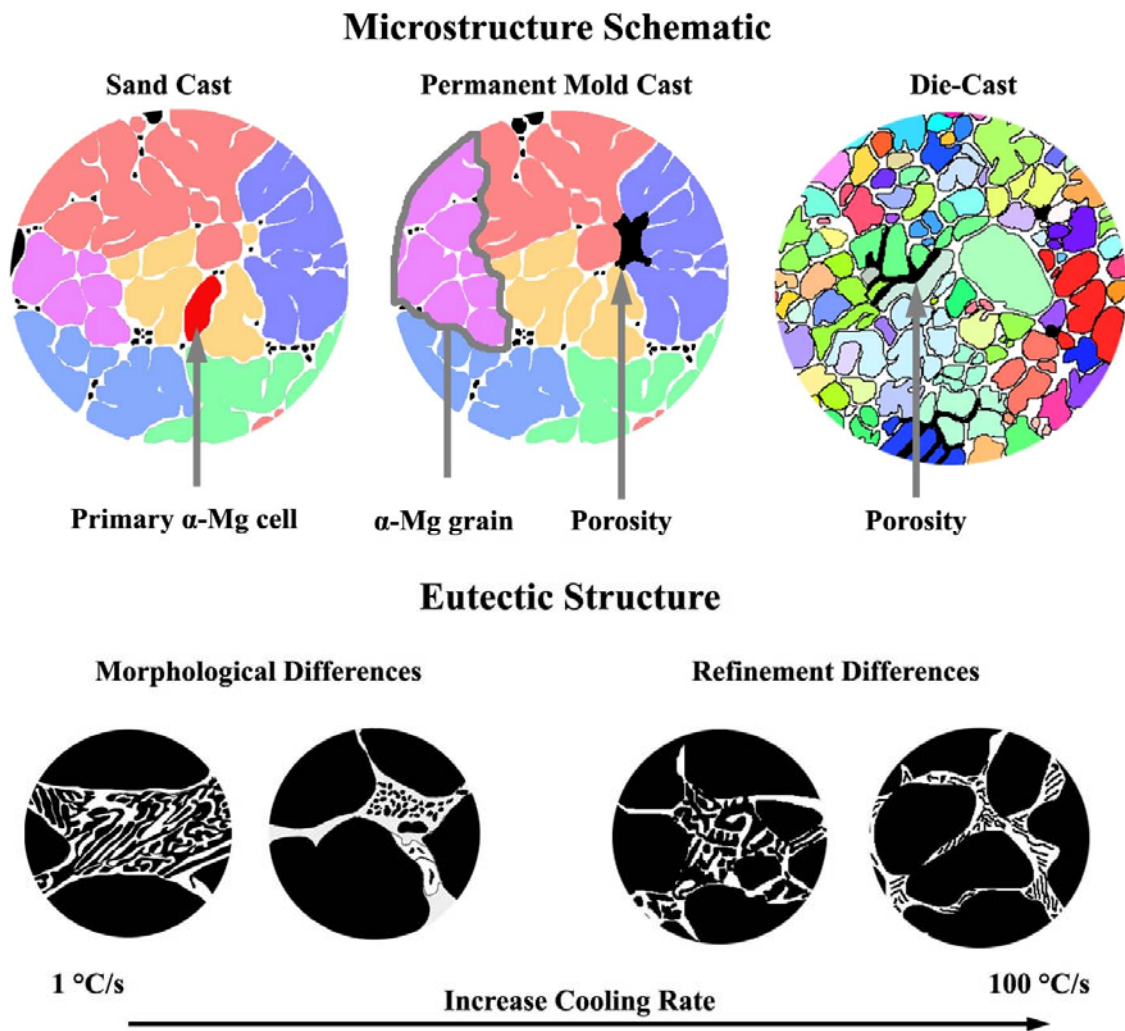 Microstructure Schematic
Sand Cast
Permanent Mold Cast
Die-Cast
Primary α-Mg cell
α-Mg grain
Porosity
Porosity
Eutectic Structure
Morphological Differences
Refinement Differences
1 °C/s
100 °C/s
Increase Cooling Rate